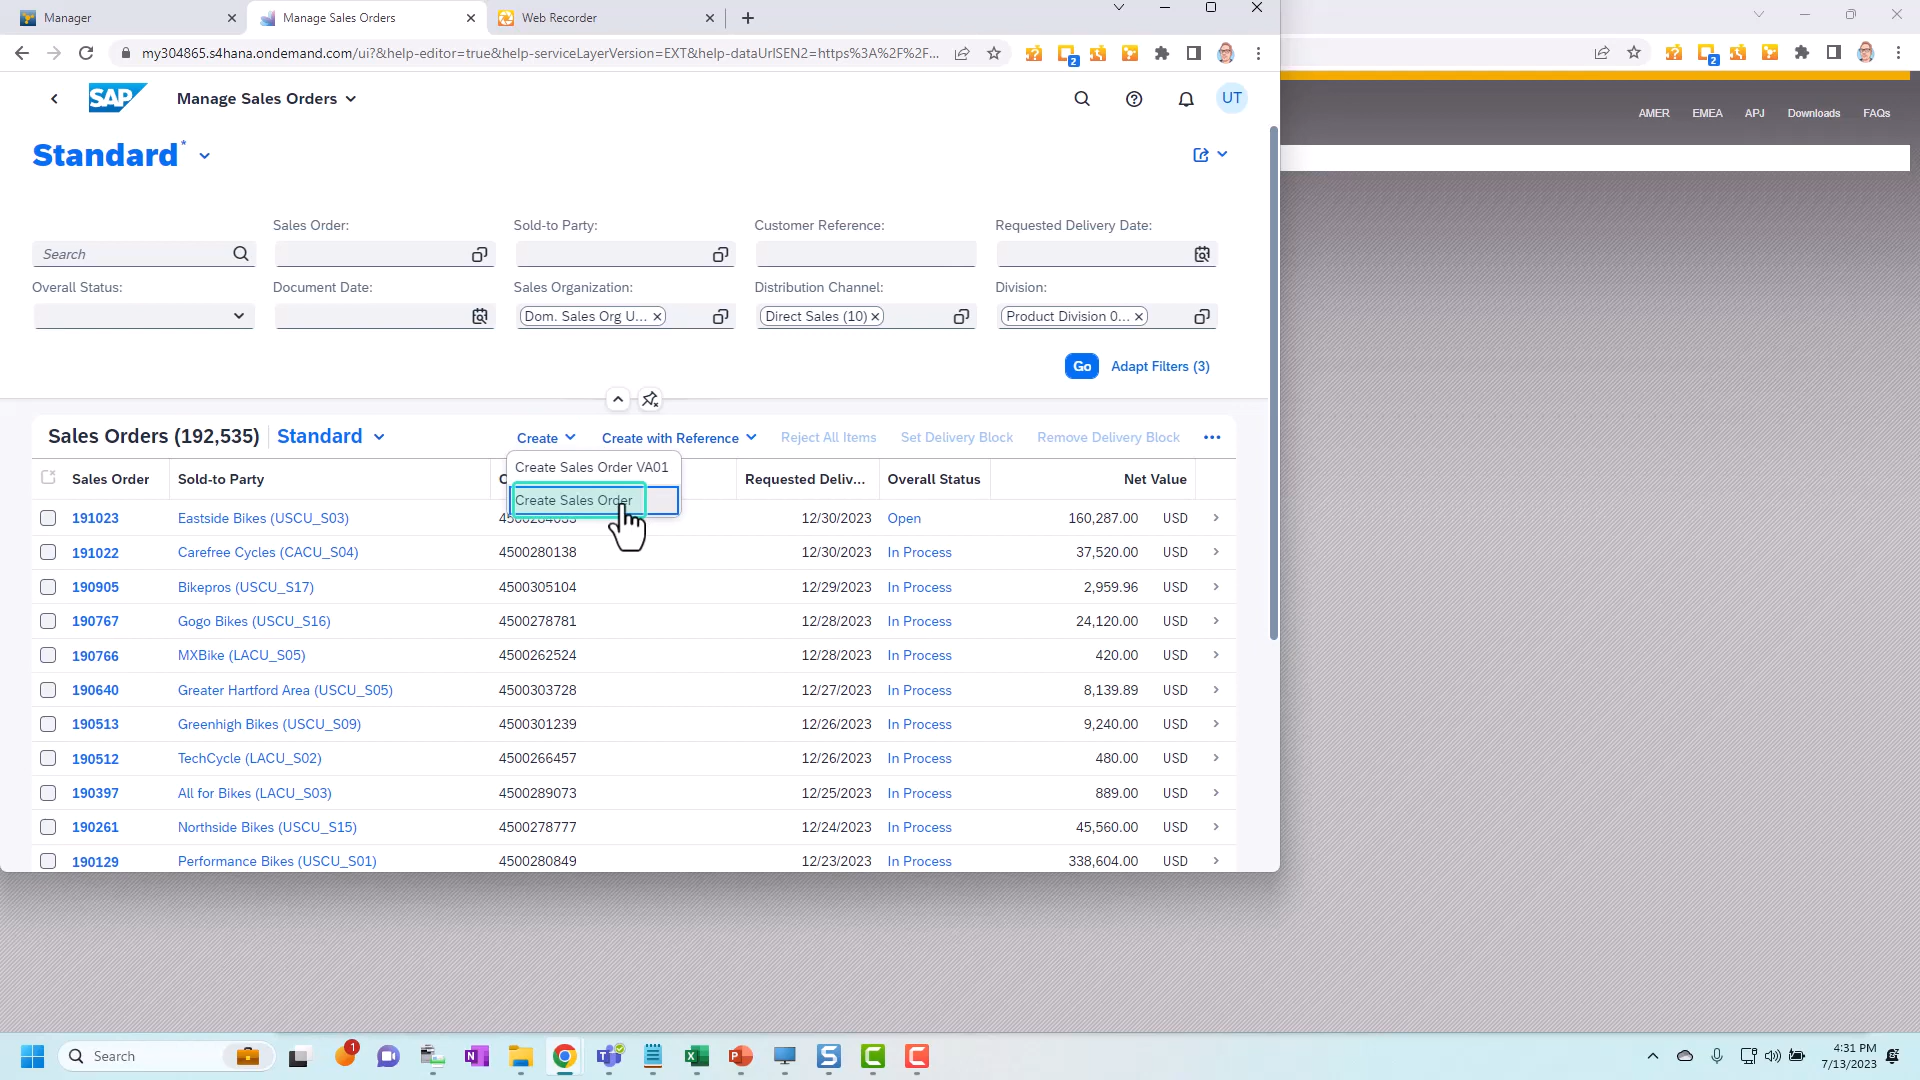 Manager
Manage Sales Orders
Web Recorder
my304865.s4hana.ondemand.com/ui?&help-editor=true&help-serviceLayerVersion=EXT&help-dataUrlSEN2=https%3A%2F%2F...
2
2
SAP
Manage Sales Orders
UT
AMER EMEA APJ Downloads FAQs
Standard*
Sales Order: Sold-to Party: Customer Reference: Requested Delivery Date:
Search
Overall Status: Document Date: Sales Organization: Distribution Channel: Division:
Dom. Sales Org U... Direct Sales (10) Product Division 0...
Go Adapt Filters (3)
Sales Orders (192,535) Standard Create Create with Reference Reject All Items Set Delivery Block Remove Delivery Block
Create Sales Order VA01
Create Sales Order
Sales Order Sold-to Party Requested Deliv... Overall Status Net Value
191023 Eastside Bikes (USCU_S03) 12/30/2023 Open 160,287.00 USD
191022 Carefree Cycles (CACU_S04) 4500280138 12/30/2023 In Process 37,520.00 USD
190905 Bikepros (USCU_S17) 4500305104 12/29/2023 In Process 2,959.96 USD
190767 Gogo Bikes (USCU_S16) 4500278781 12/28/2023 In Process 24,120.00 USD
190766 MXBike (LACU_S05) 4500262524 12/28/2023 In Process 420.00 USD
190640 Greater Hartford Area (USCU_S05) 4500303728 12/27/2023 In Process 8,139.89 USD
190513 Greenhigh Bikes (USCU_S09) 4500301239 12/26/2023 In Process 9,240.00 USD
190512 TechCycle (LACU_S02) 4500266457 12/26/2023 In Process 480.00 USD
190397 All for Bikes (LACU_S03) 4500289073 12/25/2023 In Process 889.00 USD
190261 Northside Bikes (USCU_S15) 4500278777 12/24/2023 In Process 45,560.00 USD
190129 Performance Bikes (USCU_S01) 4500280849 12/23/2023 In Process 338,604.00 USD
Search
1
4:31 PM
7/13/2023